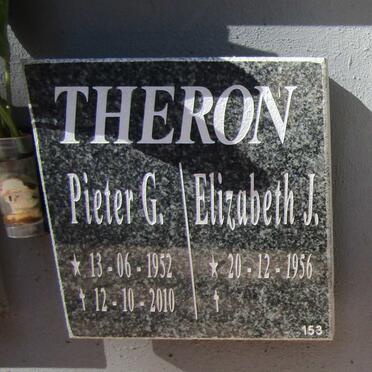 THERON
Pieter G. Elizabeth J.
★ 13 - 06 - 1952 ★ 20 - 12 - 1956
† 12 - 10 - 2010 †
153